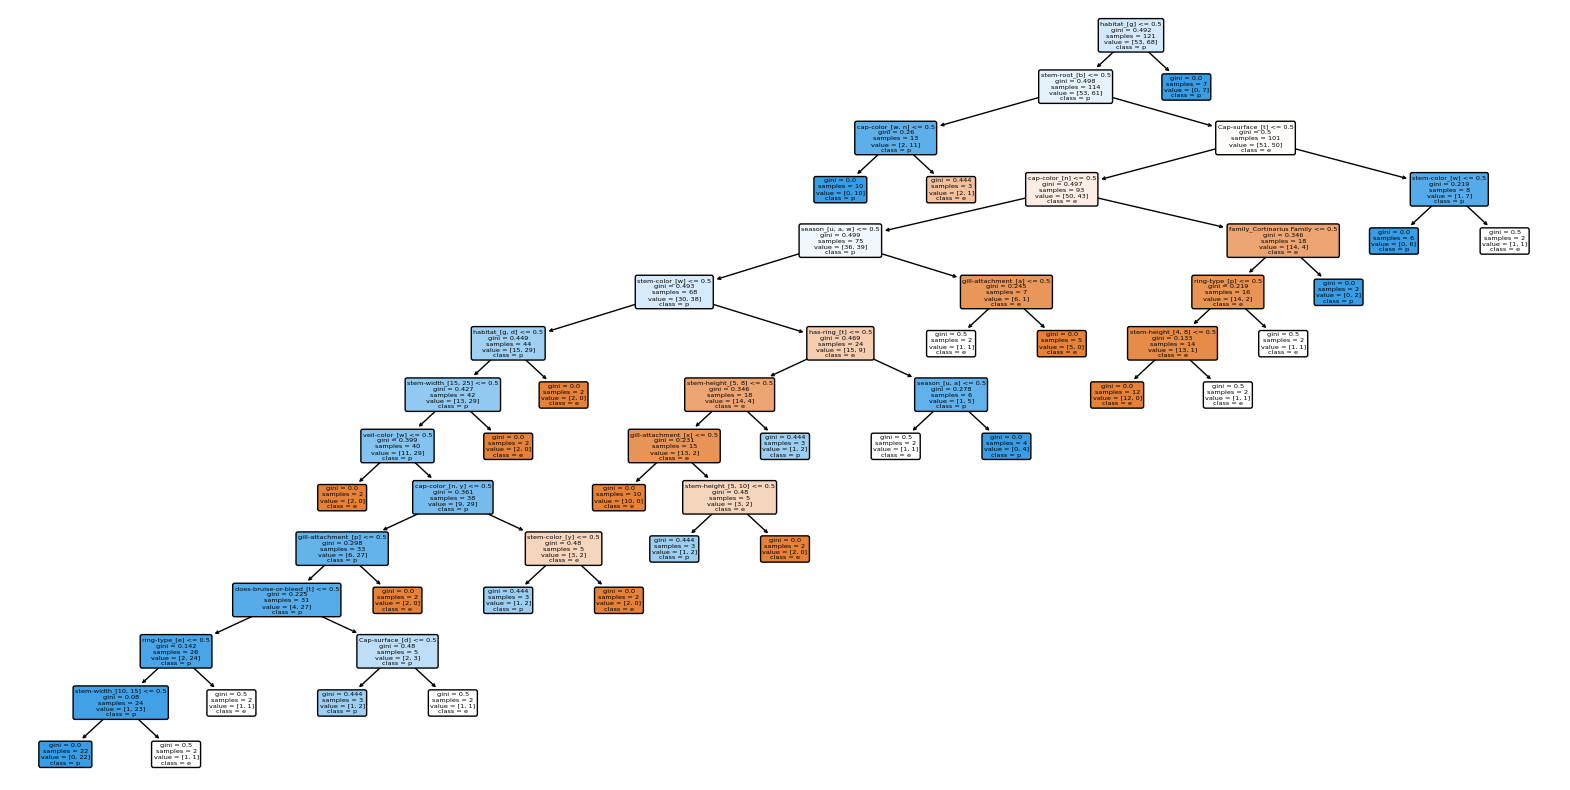 habitat_[g] <= 0.5
gini = 0.492
samples = 121
value = [53, 68]
class = p
stem-root_[b] <= 0.5
gini = 0.498
samples = 114
value = [53, 61]
class = p
gini = 0.0
samples = 7
value = [0, 7]
class = p
cap-color_[w, n] <= 0.5
gini = 0.26
samples = 13
value = [2, 11]
class = p
Cap-surface_[t] <= 0.5
gini = 0.5
samples = 101
value = [51, 50]
class = e
gini = 0.0
samples = 10
value = [0, 10]
class = p
gini = 0.444
samples = 3
value = [2, 1]
class = e
cap-color_[n] <= 0.5
gini = 0.497
samples = 93
value = [50, 43]
class = e
stem-color_[w] <= 0.5
gini = 0.219
samples = 8
value = [1, 7]
class = p
season_[u, a, w] <= 0.5
gini = 0.499
samples = 75
value = [36, 39]
class = p
family_Cortinarius Family <= 0.5
gini = 0.346
samples = 18
value = [14, 4]
class = e
gini = 0.0
samples = 6
value = [0, 6]
class = p
gini = 0.5
samples = 2
value = [1, 1]
class = e
stem-color_[w] <= 0.5
gini = 0.493
samples = 68
value = [30, 38]
class = p
gill-attachment_[a] <= 0.5
gini = 0.245
samples = 7
value = [6, 1]
class = e
ring-type_[p] <= 0.5
gini = 0.219
samples = 16
value = [14, 2]
class = e
gini = 0.0
samples = 2
value = [0, 2]
class = p
habitat_[g, d] <= 0.5
gini = 0.449
samples = 44
value = [15, 29]
class = p
has-ring_[t] <= 0.5
gini = 0.469
samples = 24
value = [15, 9]
class = e
gini = 0.5
samples = 2
value = [1, 1]
class = e
gini = 0.0
samples = 5
value = [5, 0]
class = e
stem-height_[4, 8] <= 0.5
gini = 0.133
samples = 14
value = [13, 1]
class = e
gini = 0.5
samples = 2
value = [1, 1]
class = e
stem-width_[15, 25] <= 0.5
gini = 0.427
samples = 42
value = [13, 29]
class = p
gini = 0.0
samples = 2
value = [2, 0]
class = e
stem-height_[5, 8] <= 0.5
gini = 0.346
samples = 18
value = [14, 4]
class = e
season_[u, a] <= 0.5
gini = 0.278
samples = 6
value = [1, 5]
class = p
gini = 0.0
samples = 12
value = [12, 0]
class = e
gini = 0.5
samples = 2
value = [1, 1]
class = e
veil-color_[w] <= 0.5
gini = 0.399
samples = 40
value = [11, 29]
class = p
gini = 0.0
samples = 2
value = [2, 0]
class = e
gill-attachment_[x] <= 0.5
gini = 0.231
samples = 15
value = [13, 2]
class = e
gini = 0.444
samples = 3
value = [1, 2]
class = p
gini = 0.5
samples = 2
value = [1, 1]
class = e
gini = 0.0
samples = 4
value = [0, 4]
class = p
gini = 0.0
samples = 2
value = [2, 0]
class = e
cap-color_[n, y] <= 0.5
gini = 0.361
samples = 38
value = [9, 29]
class = p
gini = 0.0
samples = 10
value = [10, 0]
class = e
stem-height_[5, 10] <= 0.5
gini = 0.48
samples = 5
value = [3, 2]
class = e
gill-attachment_[p] <= 0.5
gini = 0.298
samples = 33
value = [6, 27]
class = p
stem-color_[y] <= 0.5
gini = 0.48
samples = 5
value = [3, 2]
class = e
gini = 0.444
samples = 3
value = [1, 2]
class = p
gini = 0.0
samples = 2
value = [2, 0]
class = e
does-bruise-or-bleed_[t] <= 0.5
gini = 0.225
samples = 31
value = [4, 27]
class = p
gini = 0.0
samples = 2
value = [2, 0]
class = e
gini = 0.444
samples = 3
value = [1, 2]
class = p
gini = 0.0
samples = 2
value = [2, 0]
class = e
ring-type_[e] <= 0.5
gini = 0.142
samples = 26
value = [2, 24]
class = p
Cap-surface_[d] <= 0.5
gini = 0.48
samples = 5
value = [2, 3]
class = p
stem-width_[10, 15] <= 0.5
gini = 0.08
samples = 24
value = [1, 23]
class = p
gini = 0.5
samples = 2
value = [1, 1]
class = e
gini = 0.444
samples = 3
value = [1, 2]
class = p
gini = 0.5
samples = 2
value = [1, 1]
class = e
gini = 0.0
samples = 22
value = [0, 22]
class = p
gini = 0.5
samples = 2
value = [1, 1]
class = e